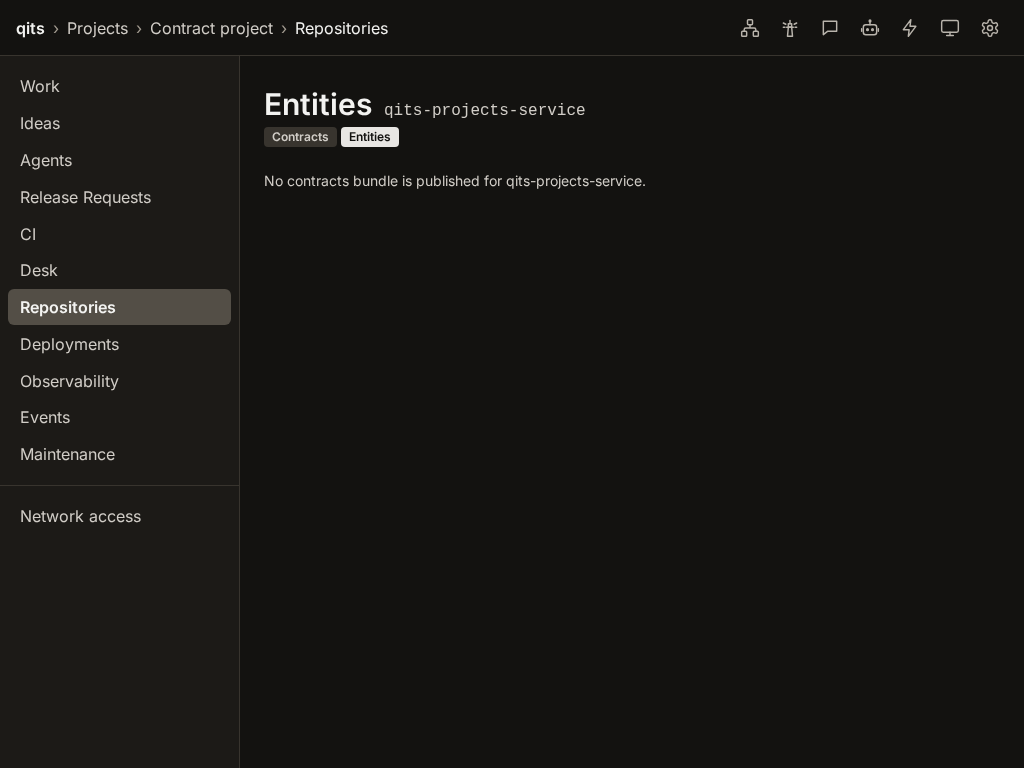 qits › Projects › Contract project › Repositories
Work
Ideas
Agents
Release Requests
CI
Desk
Repositories
Deployments
Observability
Events
Maintenance
Network access
Entities qits-projects-service
Contracts Entities
No contracts bundle is published for qits-projects-service.